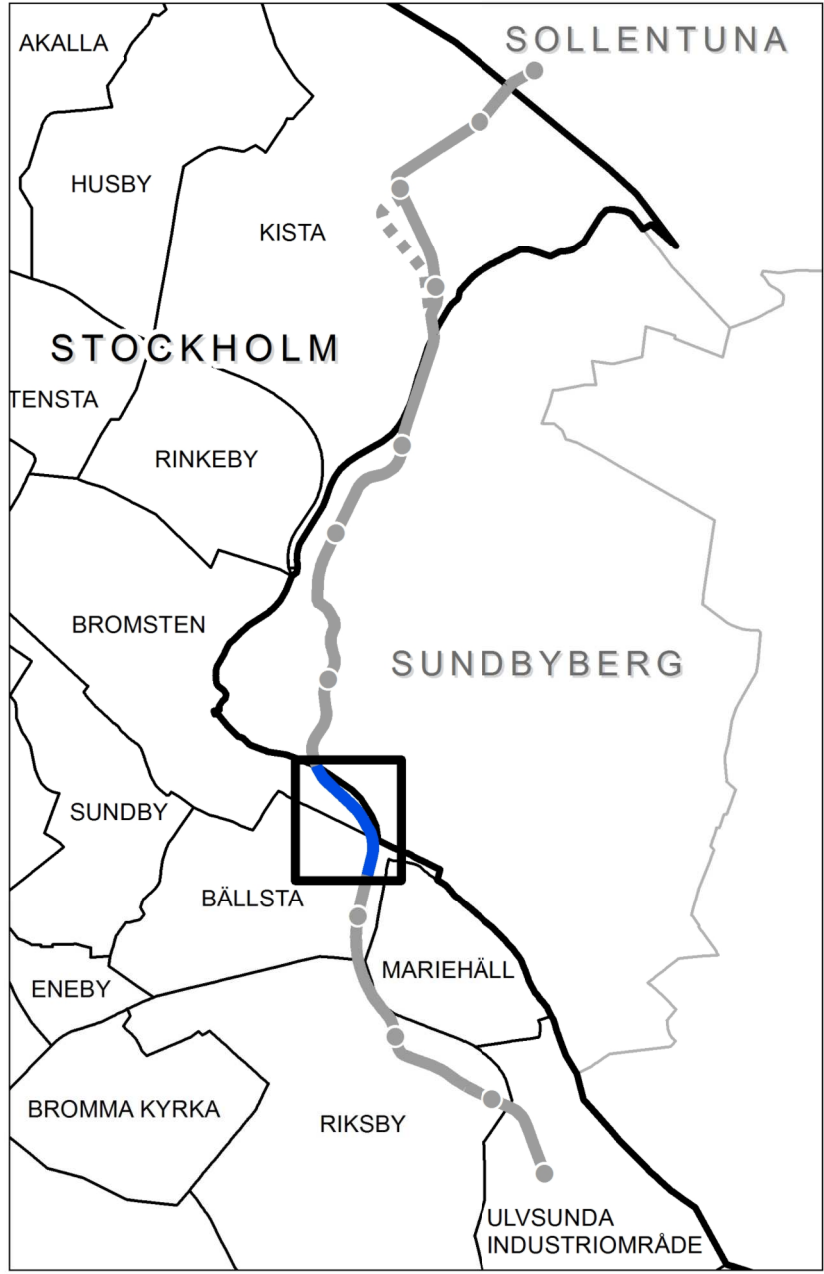 AKALLA
SOLLENTUNA
HUSBY
KISTA
STOCKHOLM
TENSTA
RINKEBY
BROMSTEN
SUNDBYBERG
SUNDBY
BÄLLSTA
MARIEHÄLL
ENEBY
BROMMA KYRKA
RIKSBY
ULVSUNDA
INDUSTRIOMRÅDE